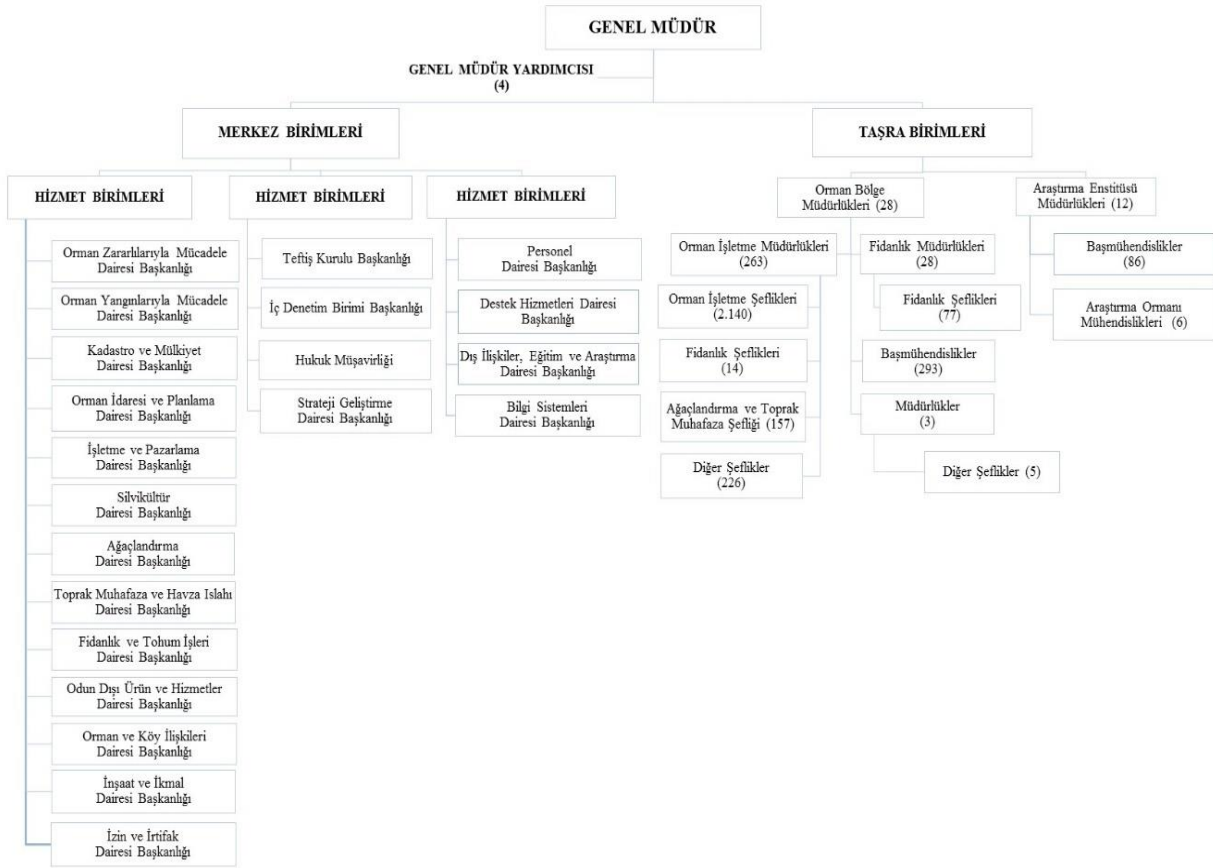 GENEL MÜDÜR
GENEL MÜDÜR YARDIMCISI
(4)
MERKEZ BİRİMLERİ
TAŞRA BİRİMLERİ
HİZMET BİRİMLERİ
Orman Zararlılarıyla Mücadele
Dairesi Başkanlığı
Orman Yangınlarıyla Mücadele
Dairesi Başkanlığı
Kadastro ve Mülkiyet
Dairesi Başkanlığı
Orman İdaresi ve Planlama
Dairesi Başkanlığı
İşletme ve Pazarlama
Dairesi Başkanlığı
Silvikültür
Dairesi Başkanlığı
Ağaçlandırma
Dairesi Başkanlığı
Toprak Muhafaza ve Havza Islahı
Dairesi Başkanlığı
Fidanlık ve Tohum İşleri
Dairesi Başkanlığı
Odun Dışı Ürün ve Hizmetler
Dairesi Başkanlığı
Orman ve Köy İlişkileri
Dairesi Başkanlığı
İnşaat ve İkmal
Dairesi Başkanlığı
İzin ve İrtifak
Dairesi Başkanlığı
HİZMET BİRİMLERİ
Teftiş Kurulu Başkanlığı
İç Denetim Birimi Başkanlığı
Hukuk Müşavirliği
Strateji Geliştirme
Dairesi Başkanlığı
HİZMET BİRİMLERİ
Personel
Dairesi Başkanlığı
Destek Hizmetleri Dairesi
Başkanlığı
Dış İlişkiler, Eğitim ve Araştırma
Dairesi Başkanlığı
Bilgi Sistemleri
Dairesi Başkanlığı
Orman Bölge
Müdürlükleri (28)
Orman İşletme Müdürlükleri
(263)
Orman İşletme Şeflikleri
(2.140)
Fidanlık Şeflikleri
(14)
Ağaçlandırma ve Toprak
Muhafaza Şefliği (157)
Diğer Şeflikler
(226)
Fidanlık Müdürlükleri
(28)
Fidanlık Şeflikleri
(77)
Başmühendislikler
(293)
Müdürlükler
(3)
Diğer Şeflikler (5)
Araştırma Enstitüsü
Müdürlükleri (12)
Başmühendislikler
(86)
Araştırma Ormanı
Mühendislikleri (6)